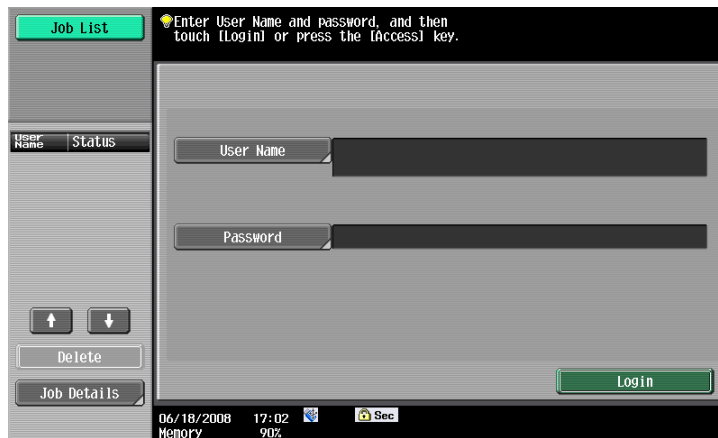 Job List
Enter User Name and password, and then
touch [Login] or press the [Access] key.
User Name
Status
User Name
Password
Delete
Job Details
Login
06/18/2008 17:02 Sec
Memory 90%